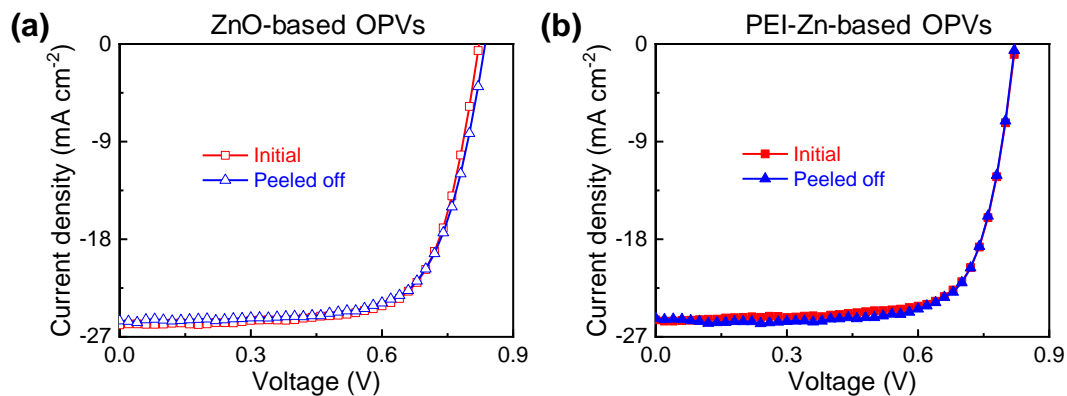 (a)
ZnO-based OPVs
0
-9
-18
-27
Current density (mA cm⁻²)
Initial
Peeled off
0.0
0.3
0.6
0.9
Voltage (V)
(b)
PEI-Zn-based OPVs
0
-9
-18
-27
Current density (mA cm⁻²)
Initial
Peeled off
0.0
0.3
0.6
0.9
Voltage (V)